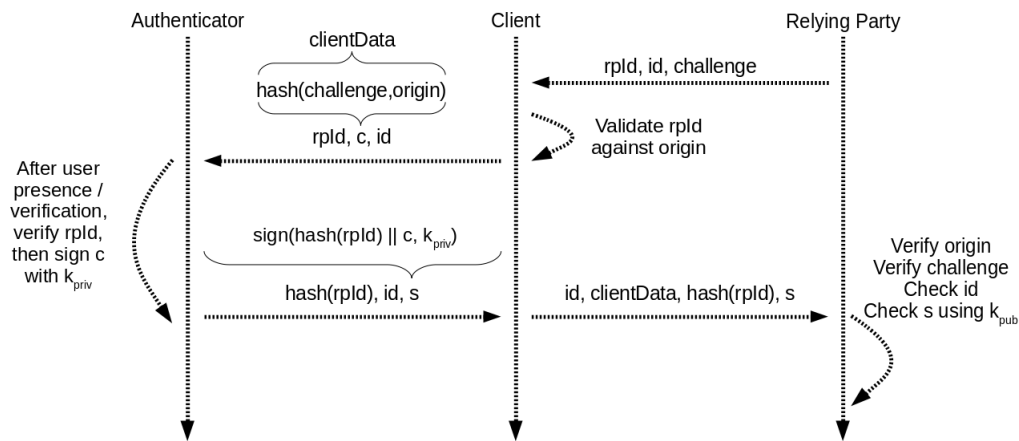 Authenticator
Client
Relying Party
clientData
hash(challenge,origin)
rpId, c, id
rpId, id, challenge
Validate rpId
against origin
After user
presence /
verification,
verify rpId,
then sign c
with kpriv
sign(hash(rpId) || c, kpriv)
hash(rpId), id, s
id, clientData, hash(rpId), s
Verify origin
Verify challenge
Check id
Check s using kpub